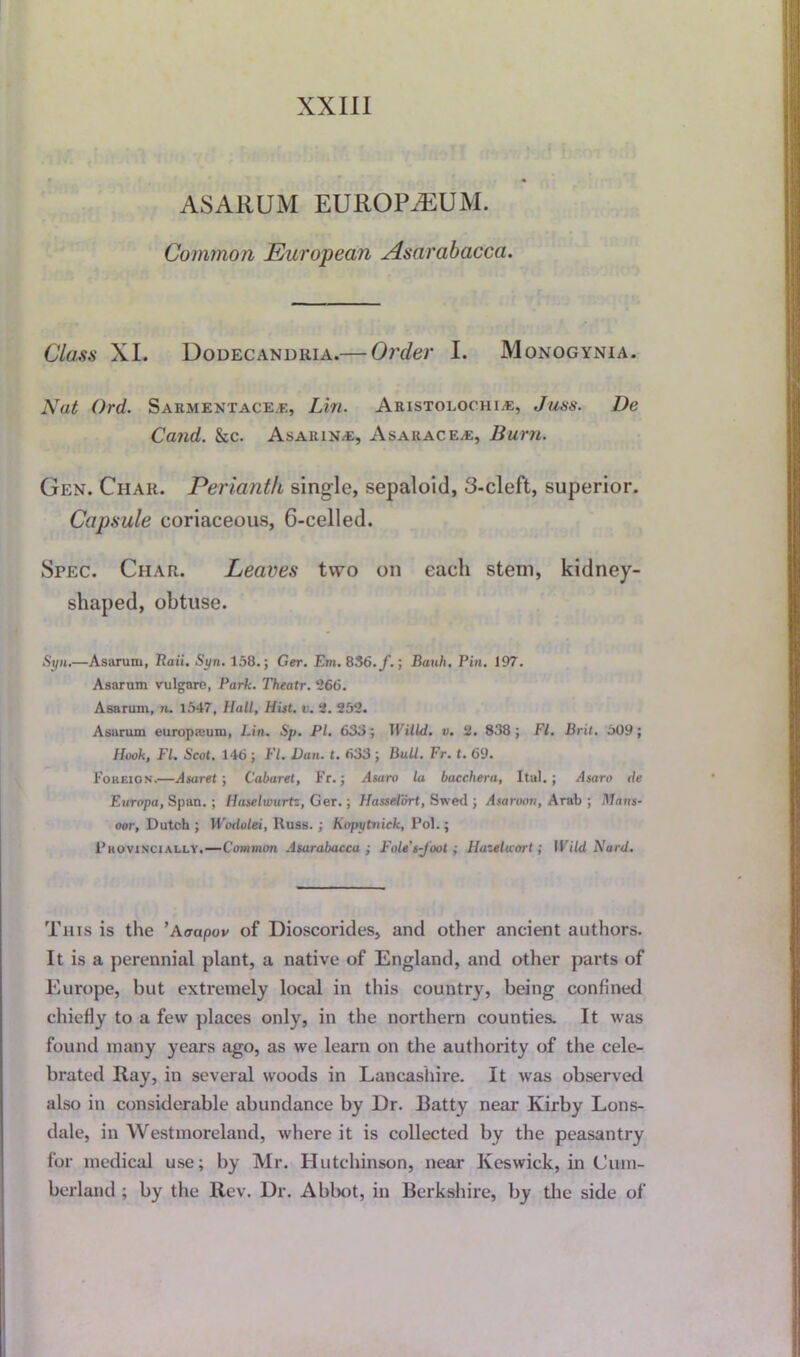 XXIII
ASARUM EUROPÆUM.
Common European Asarabacca.
Class XI. Dodecandria.—Order I. Monogynia.
Nat Ord. Sarmentaceæ, Lin. Aristolochiæ, Juss. De
Cand. &c. Asarinæ, Asaraceæ, Burn.
Gen. Char. Perianth single, sepaloid, 3-cleft, superior.
Capsule coriaceous, 6-celled.
Spec. Char. Leaves two on each stem, kidney-
shaped, obtuse.
Syn.—Asarum, Raii. Syn. 158.; Ger. Em. 836. f.; Bauh. Pin. 197.
Asarum vulgare, Park. Theatr. 266.
Asarum, n. 1547, Hall, Hist. v. 2. 252.
Asarum europæum, Lin. Sp. Pl. 633; Willd. v. 2. 838; Fl. Brit. 509;
Hook, Fl. Scot. 146; Fl. Dan. t. 633; Bull. Fr. t. 69.
Foreign.—Asaret; Cabaret, Fr.; Asaro la bacchera, Ital.; Asaro de
Europa, Span.; Haselwurtz, Ger.; Hasselört, Swed; Asaroon, Arab; Mans-
oor, Dutch; Wodolei, Russ.; Kopytnick, Pol.;
Provincially.—Common Asarabacca; Fole's-foot; Hazelwort; Wild Nard.
This is the Ἀσαρον of Dioscorides, and other ancient authors.
It is a perennial plant, a native of England, and other parts of
Europe, but extremely local in this country, being confined
chiefly to a few places only, in the northern counties. It was
found many years ago, as we learn on the authority of the cele-
brated Ray, in several woods in Lancashire. It was observed
also in considerable abundance by Dr. Batty near Kirby Lons-
dale, in Westmoreland, where it is collected by the peasantry
for medical use; by Mr. Hutchinson, near Keswick, in Cum-
berland; by the Rev. Dr. Abbot, in Berkshire, by the side of